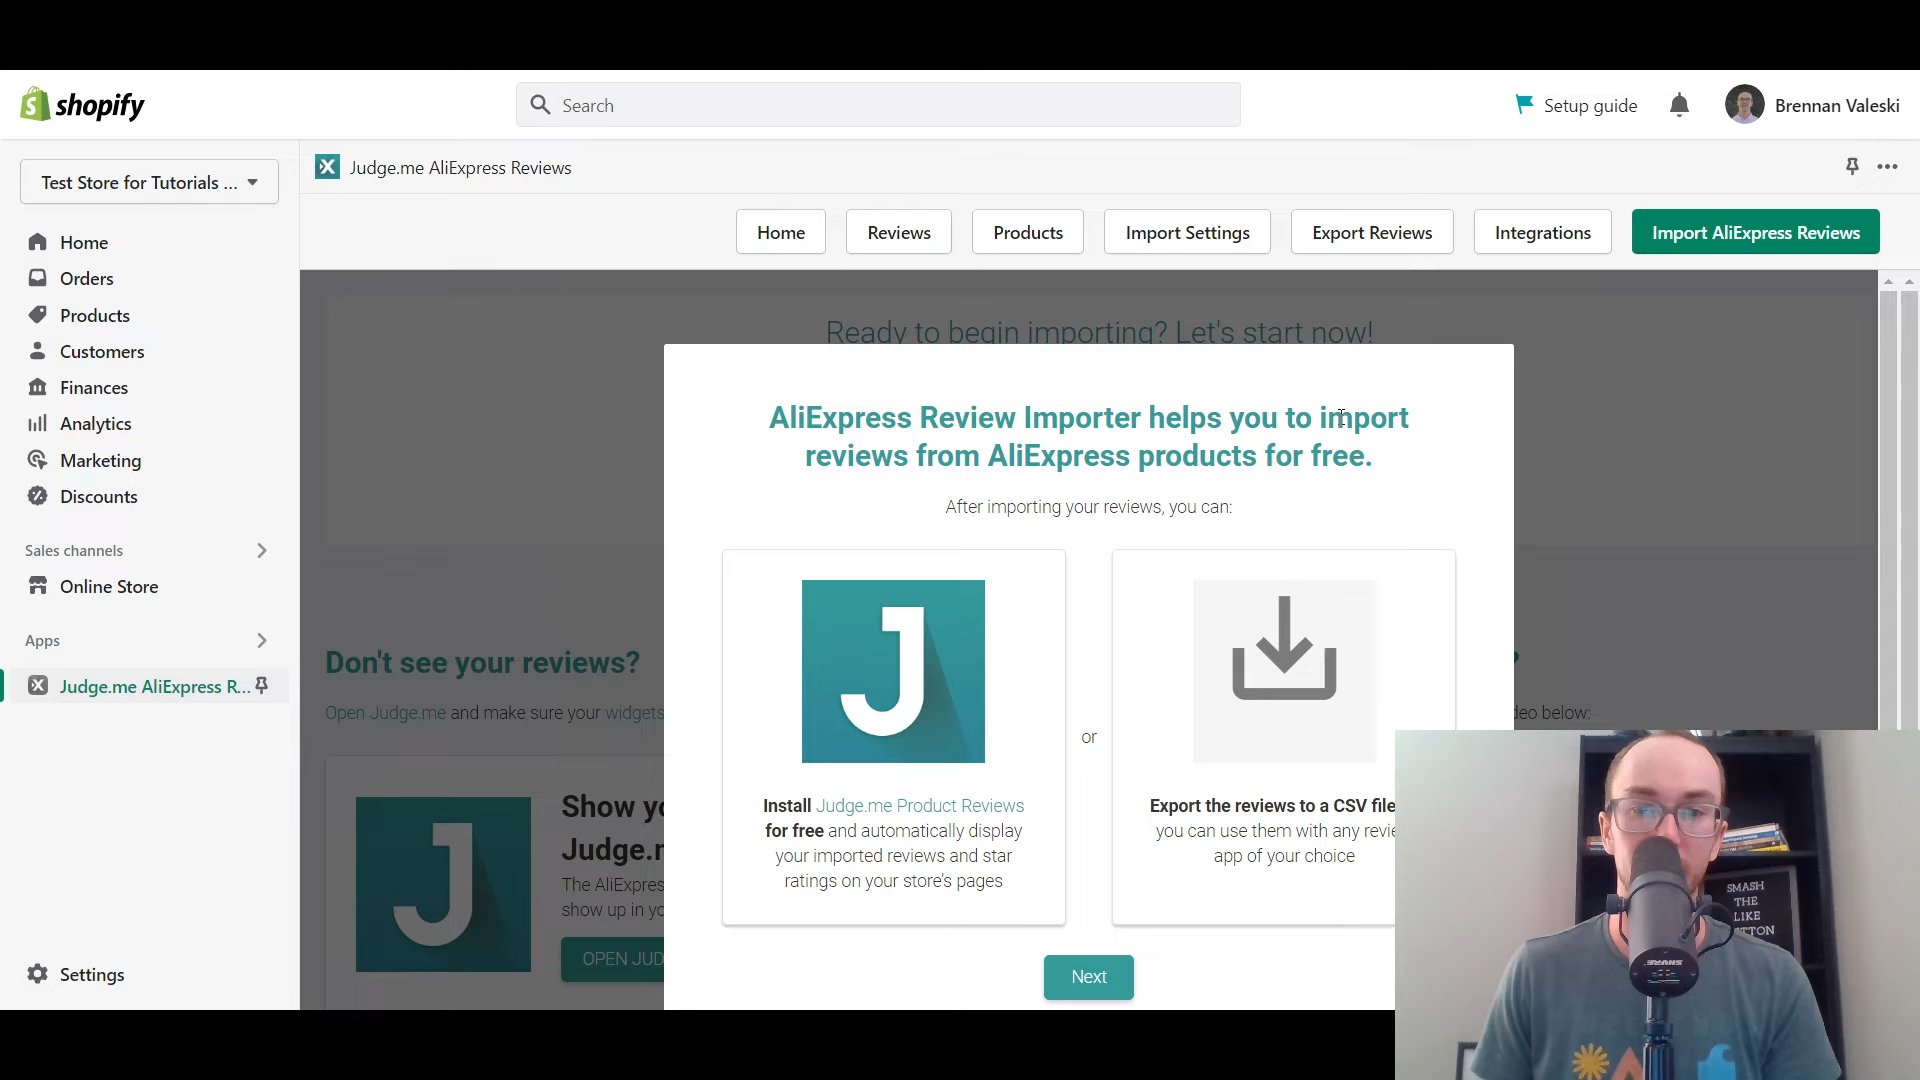 shopify
Search
Setup guide
Brennan Valeski
Test Store for Tutorials ...
Judge.me AliExpress Reviews
Home
Reviews
Products
Import Settings
Export Reviews
Integrations
Import AliExpress Reviews
Home
Orders
Products
Customers
Finances
Analytics
Marketing
Discounts
Sales channels
Online Store
Apps
Judge.me AliExpress R...
Settings
Ready to begin importing? Let's start now!
AliExpress Review Importer helps you to import
reviews from AliExpress products for free.
After importing your reviews, you can:
Install Judge.me Product Reviews
for free and automatically display
your imported reviews and star
ratings on your store's pages
or
Export the reviews to a CSV file
you can use them with any
app of your choice
Next
Don't see your reviews?
Open Judge.me and make sure your widgets
below:
Show
The
show up in
OPEN
SMASH
THE
LIKE
SHURE